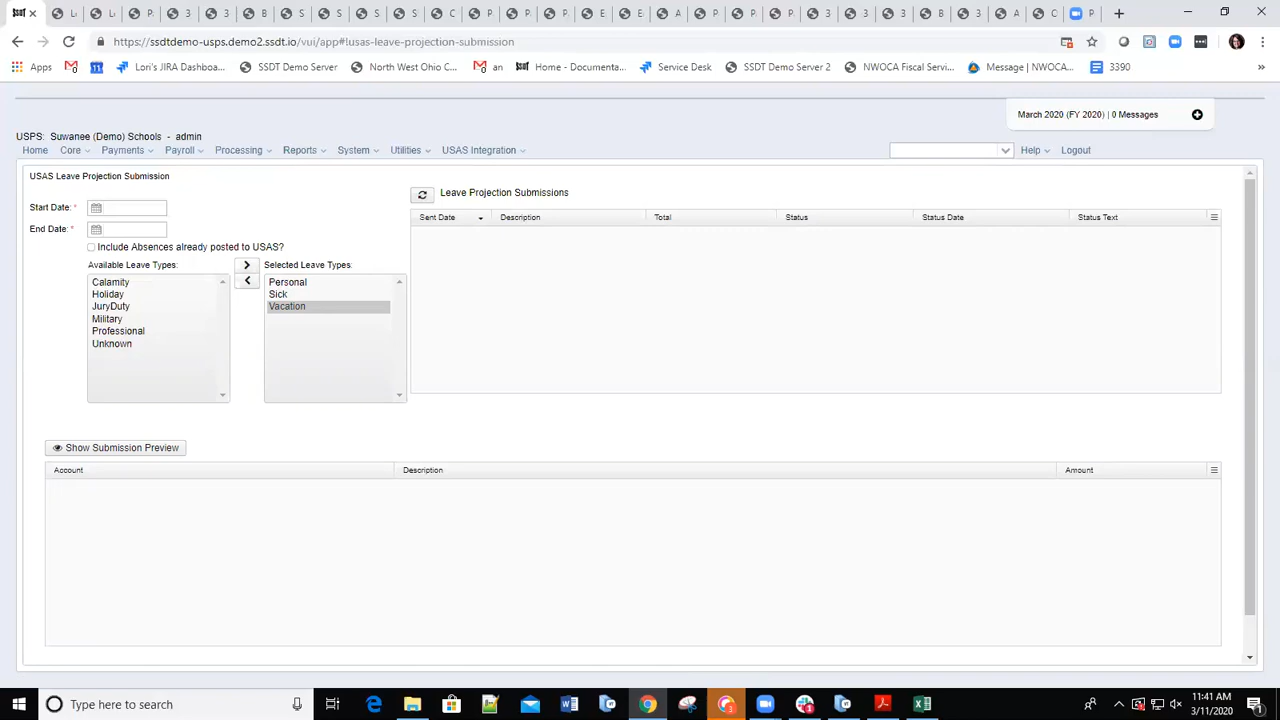 https://ssdtdemo-usps.demo2.ssdt.io/vui/app#!usas-leave-projection-submission
Apps
Lori's JIRA Dashboa...
SSDT Demo Server
North West Ohio C...
an
Home - Documenta...
Service Desk
SSDT Demo Server 2
NWOCA Fiscal Servi...
Message | NWOCA...
3390
March 2020 (FY 2020) | 0 Messages
USPS: Suwanee (Demo) Schools - admin
Home Core Payments Payroll Processing Reports System Utilities USAS Integration Help Logout
USAS Leave Projection Submission
Leave Projection Submissions
Start Date: *
End Date: *
Include Absences already posted to USAS?
Available Leave Types:
Calamity
Holiday
JuryDuty
Military
Professional
Unknown
Selected Leave Types:
Personal
Sick
Vacation
Sent Date Description Total Status Status Date Status Text
Show Submission Preview
Account Description Amount
Type here to search
11:41 AM
3/11/2020